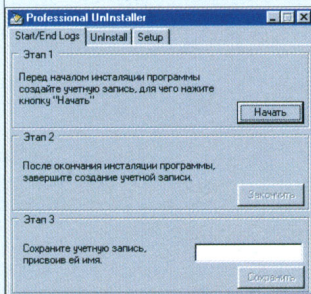 Professional UnInstaller
Start/End Logs UnInstall Setup
Этап 1
Перед началом инсталяции программы
создайте учетную запись, для чего нажмите
кнопку "Начать"
Начать
Этап 2
После окончания инсталяции программы,
завершите создание учетной записи.
Закончить
Этап 3
Сохраните учетную запись,
присвоив ей имя.
Сохранить